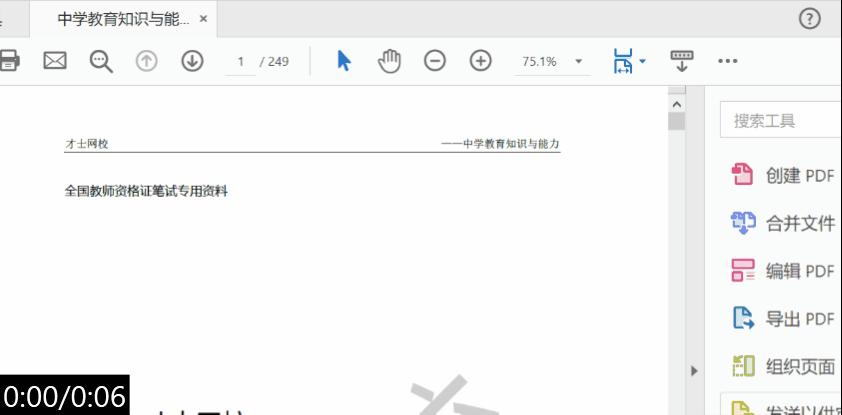 中学教育知识与能... ×
1 / 249
75.1%
才士网校
——中学教育知识与能力
全国教师资格证笔试专用资料
搜索工具
创建 PDF
合并文件
编辑 PDF
导出 PDF
组织页面
0:00/0:06